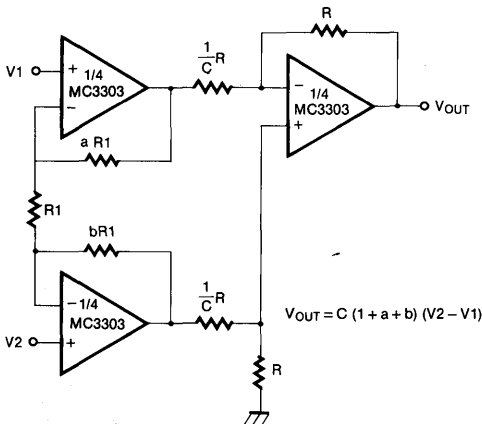 R
V1
+
1/4
MC3303
−
1/C R
−
1/4
MC3303
+
VOUT
a R1
R1
bR1
− 1/4
MC3303
+
V2
1/C R
VOUT = C (1 + a + b) (V2 − V1)
R